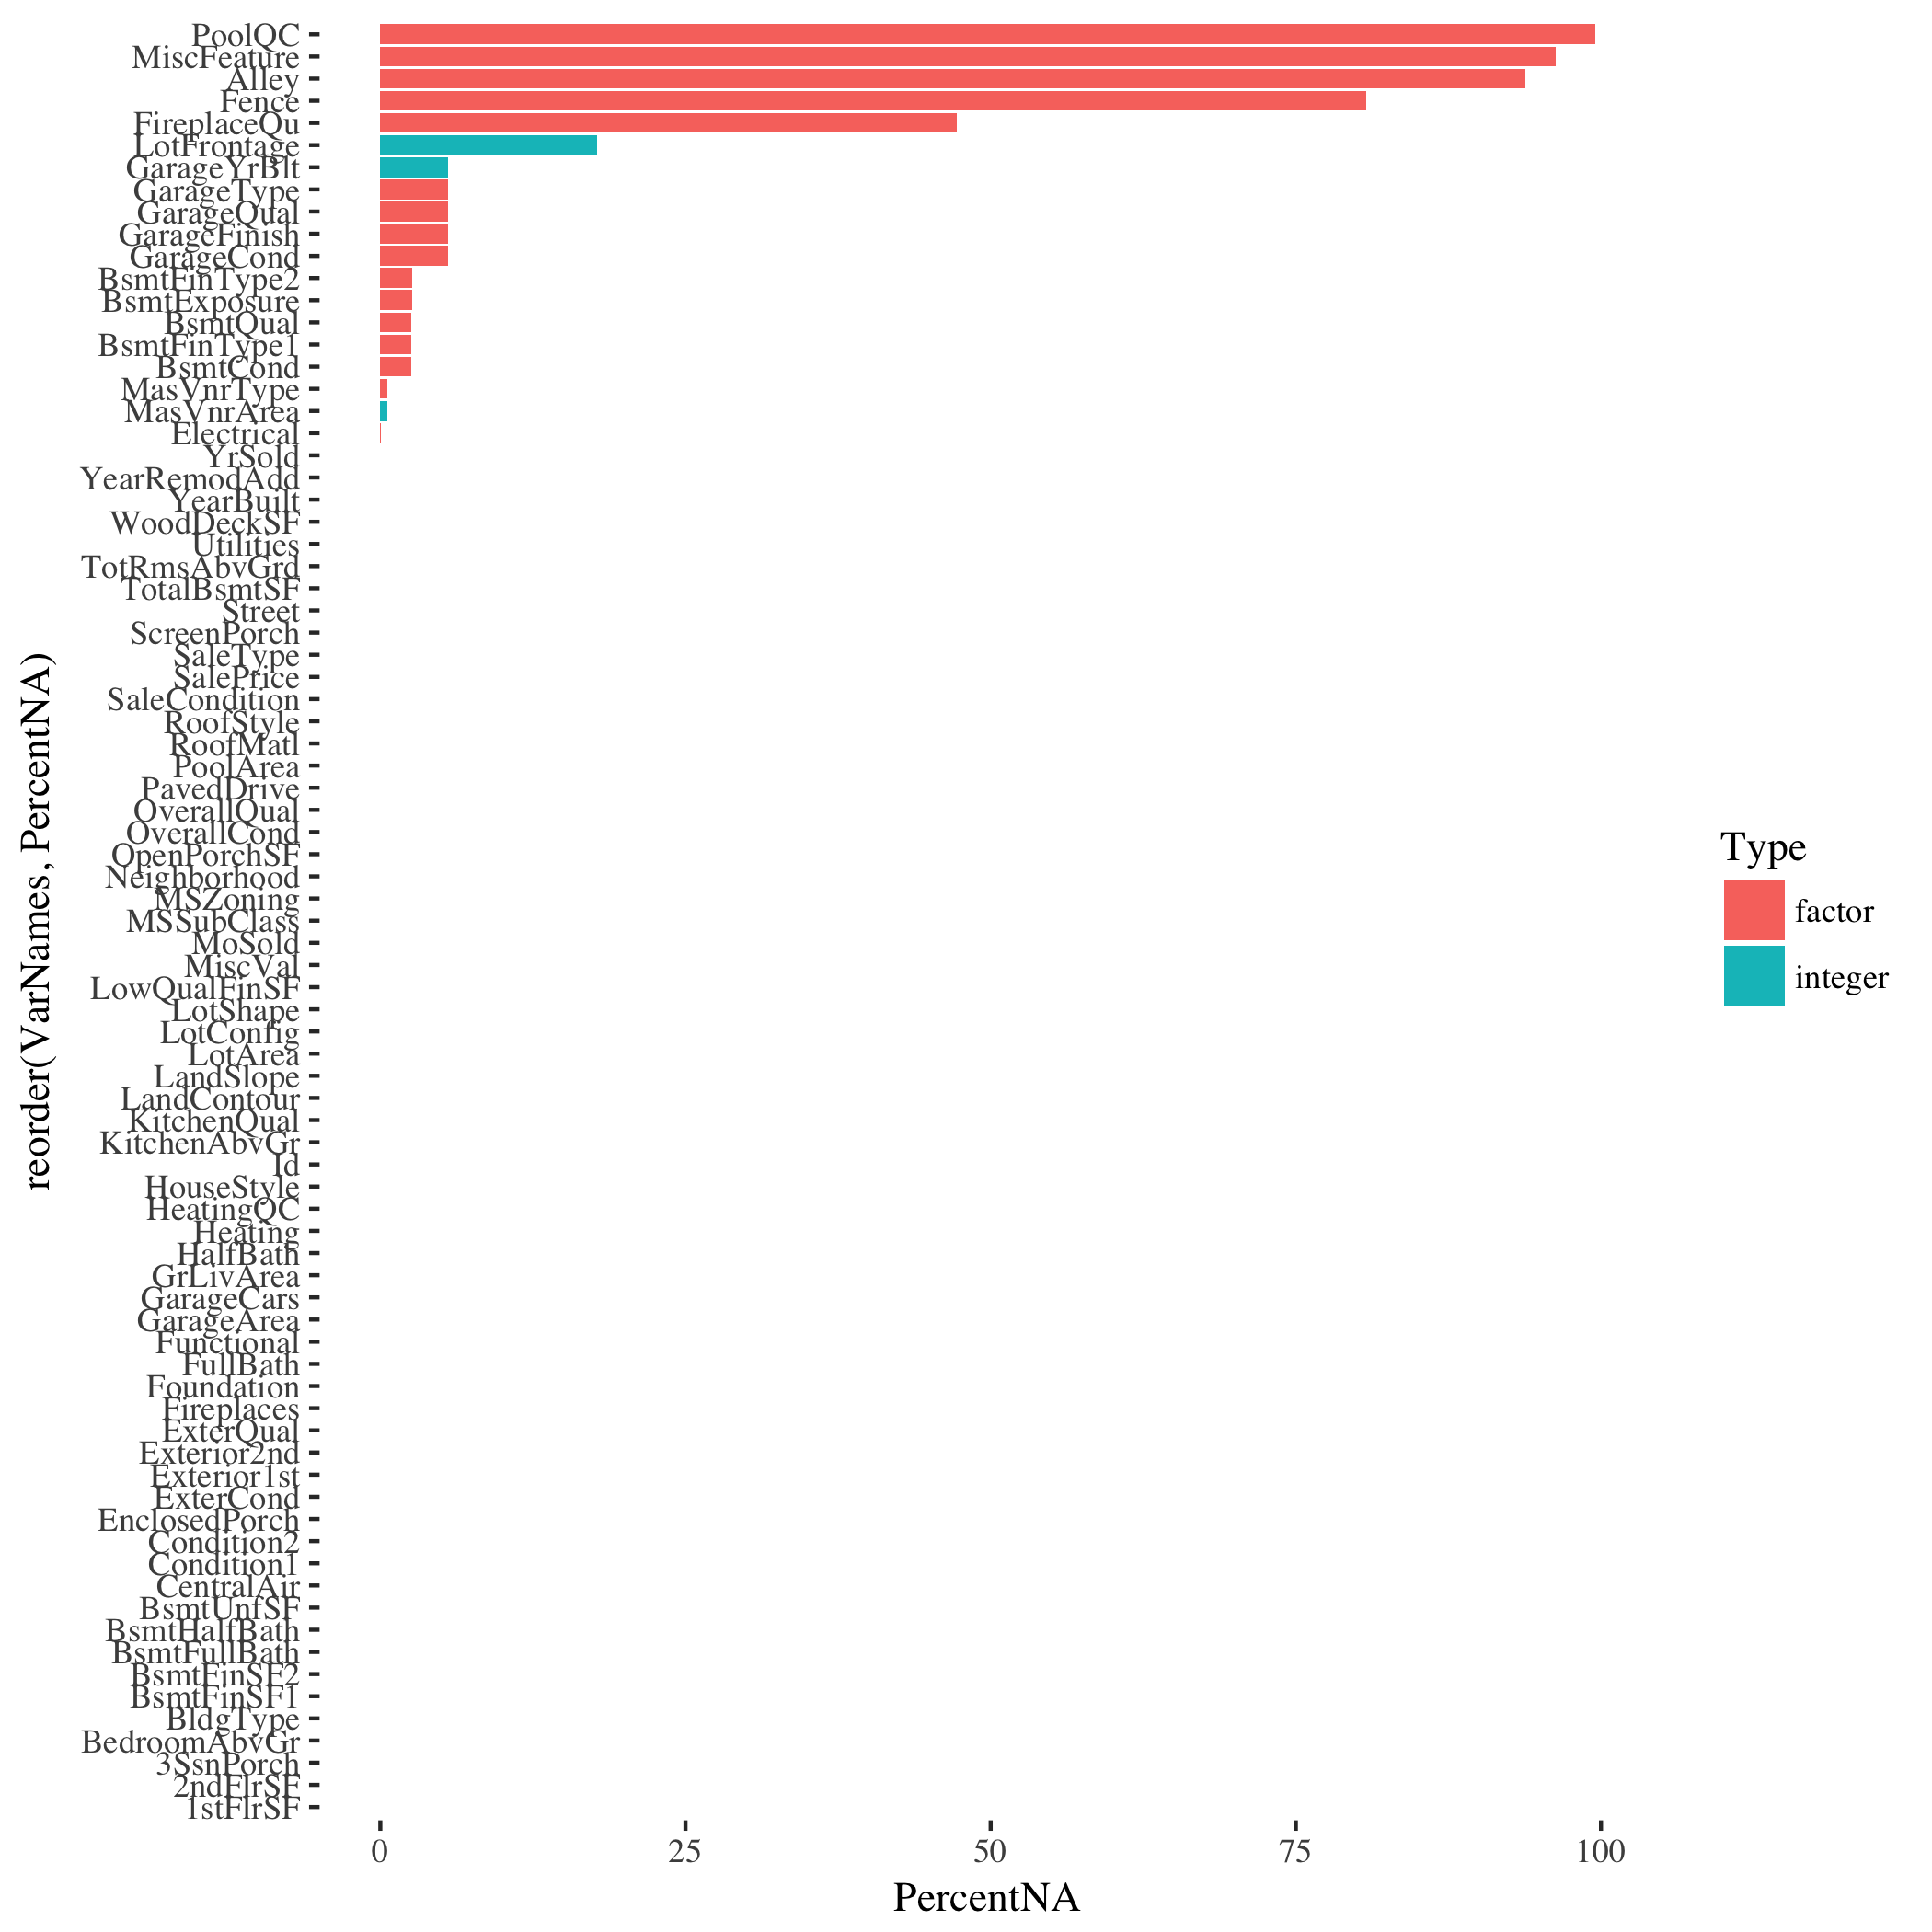 PoolQC
MiscFeature
Alley
Fence
FireplaceQu
LotFrontage
GarageYrBlt
GarageType
GarageQual
GarageFinish
GarageCond
BsmtFinType2
BsmtExposure
BsmtQual
BsmtFinType1
BsmtCond
MasVnrType
MasVnrArea
Electrical
YrSold
YearRemodAdd
YearBuilt
WoodDeckSF
Utilities
TotRmsAbvGrd
TotalBsmtSF
Street
ScreenPorch
SaleType
SalePrice
SaleCondition
RoofStyle
RoofMatl
PoolArea
PavedDrive
OverallQual
OverallCond
OpenPorchSF
Neighborhood
MSZoning
MSSubClass
MoSold
MiscVal
LowQualFinSF
LotShape
LotConfig
LotArea
LandSlope
LandContour
KitchenQual
KitchenAbvGr
Id
HouseStyle
HeatingQC
Heating
HalfBath
GrLivArea
GarageCars
GarageArea
Functional
FullBath
Foundation
Fireplaces
ExterQual
Exterior2nd
Exterior1st
ExterCond
EnclosedPorch
Condition2
Condition1
CentralAir
BsmtUnfSF
BsmtHalfBath
BsmtFullBath
BsmtFinSF2
BsmtFinSF1
BldgType
BedroomAbvGr
3SsnPorch
2ndFlrSF
1stFlrSF
reorder(VarNames, PercentNA)
0 25 50 75 100
PercentNA
Type
factor
integer